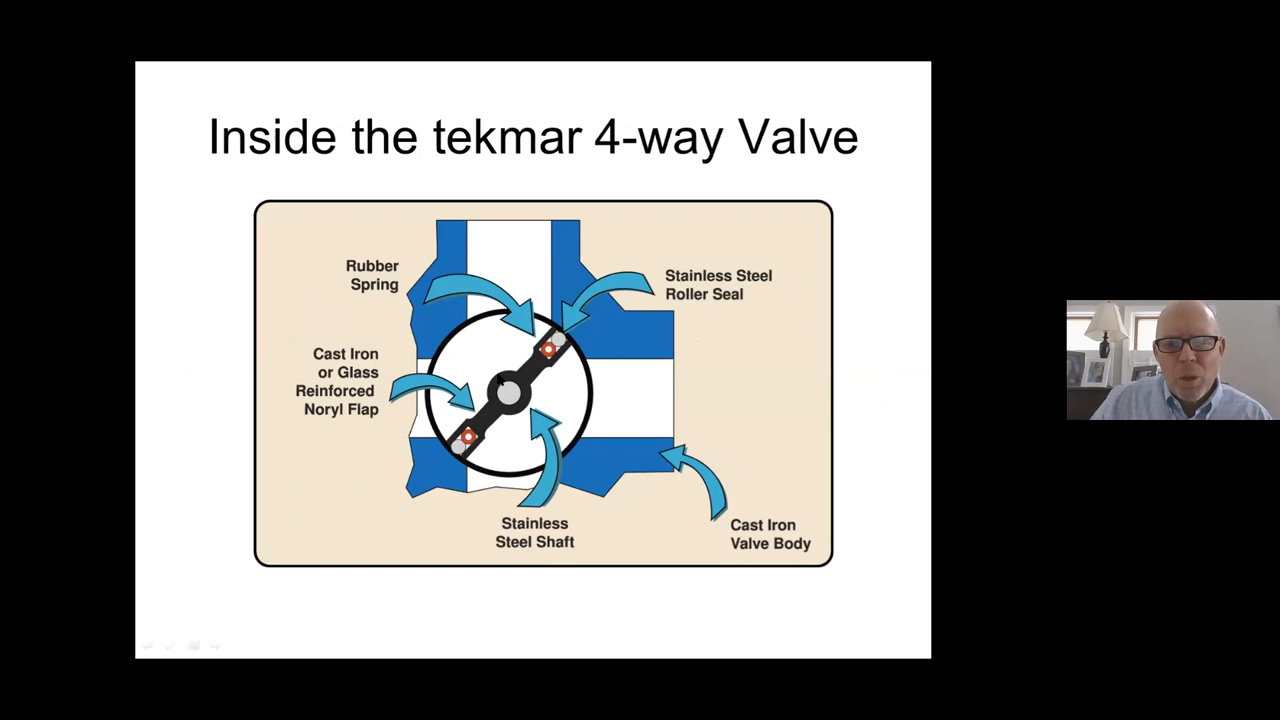 Inside the tekmar 4-way Valve
Rubber
Spring
Stainless Steel
Roller Seal
Cast Iron
or Glass
Reinforced
Noryl Flap
Stainless
Steel Shaft
Cast Iron
Valve Body